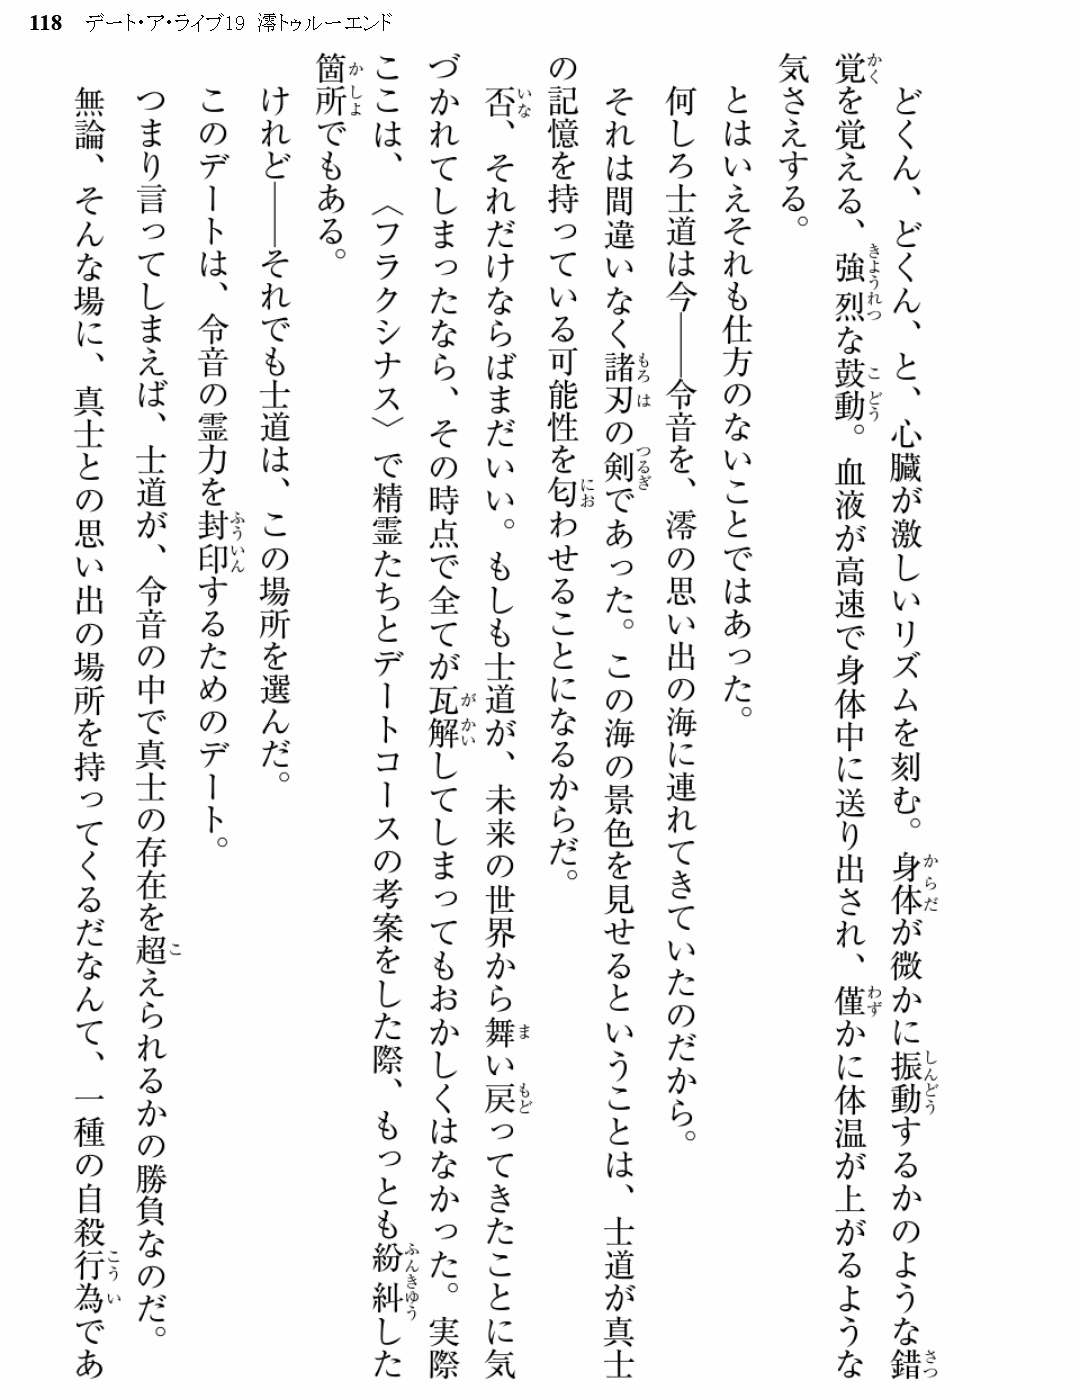 118 デート・ア・ライブ19 澪トゥルーエンド
どくん、どくん、と、心臓が激しいリズムを刻む。身体が微かに振動するかのような錯
覚を覚える、強烈な鼓動。血液が高速で身体中に送り出され、僅かに体温が上がるような
気さえする。
とはいえそれも仕方のないことではあった。
何しろ士道は今――令音を、澪の思い出の海に連れてきていたのだから。
それは間違いなく諸刃の剣であった。この海の景色を見せるということは、士道が真士
の記憶を持っている可能性を匂わせることになるからだ。
否、それだけならばまだいい。もしも士道が、未来の世界から舞い戻ってきたことに気
づかれてしまったなら、その時点で全てが瓦解してしまってもおかしくはなかった。実際
ここは、〈フラクシナス〉で精霊たちとデートコースの考案をした際、もっとも紛糾した
箇所でもある。
けれど――それでも士道は、この場所を選んだ。
このデートは、令音の霊力を封印するためのデート。
つまり言ってしまえば、士道が、令音の中で真士の存在を超えられるかの勝負なのだ。
無論、そんな場に、真士との思い出の場所を持ってくるだなんて、一種の自殺行為であ